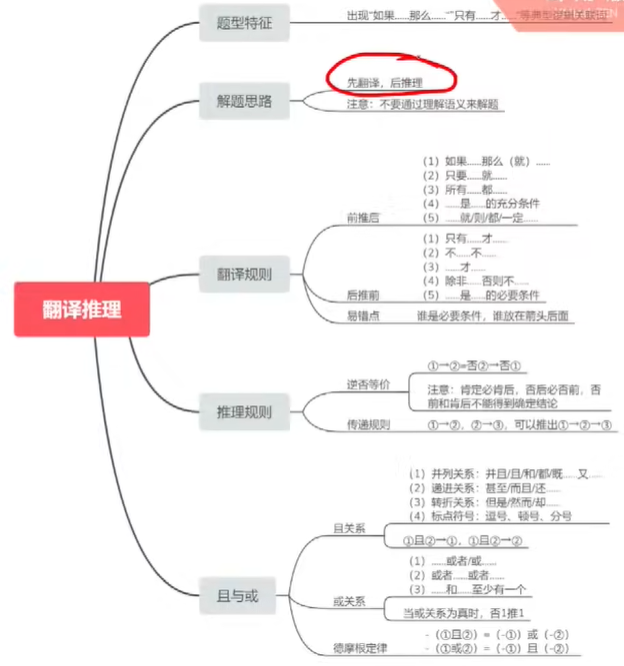 翻译推理
题型特征
出现“如果……那么……”“只有……才……”等典型逻辑关联词
解题思路
先翻译，后推理
注意：不要通过理解语义来解题
翻译规则
前推后
（1）如果……那么（就）……
（2）只要……就……
（3）所有……都……
（4）……是……的充分条件
（5）……就/则/都/一定……
后推前
（1）只有……才……
（2）不……不……
（3）……才……
（4）除非……否则不……
（5）……是……的必要条件
易错点
谁是必要条件，谁放在箭头后面
推理规则
逆否等价
①→②=否②→否①
注意：肯定必肯后，否后必否前，否
前和肯后不能得到确定结论
传递规则
①→②，②→③，可以推出①→②→③
且与或
且关系
（1）并列关系：并且/且/和/都/既……又……
（2）递进关系：甚至/而且/还……
（3）转折关系：但是/然而/却……
（4）标点符号：逗号、顿号、分号
①且②→①，①且②→②
或关系
（1）……或者/或……
（2）或者……或者……
（3）……和……至少有一个
当或关系为真时，否1推1
德摩根定律
-（①且②）=（-①）或（-②）
-（①或②）=（-①）且（-②）